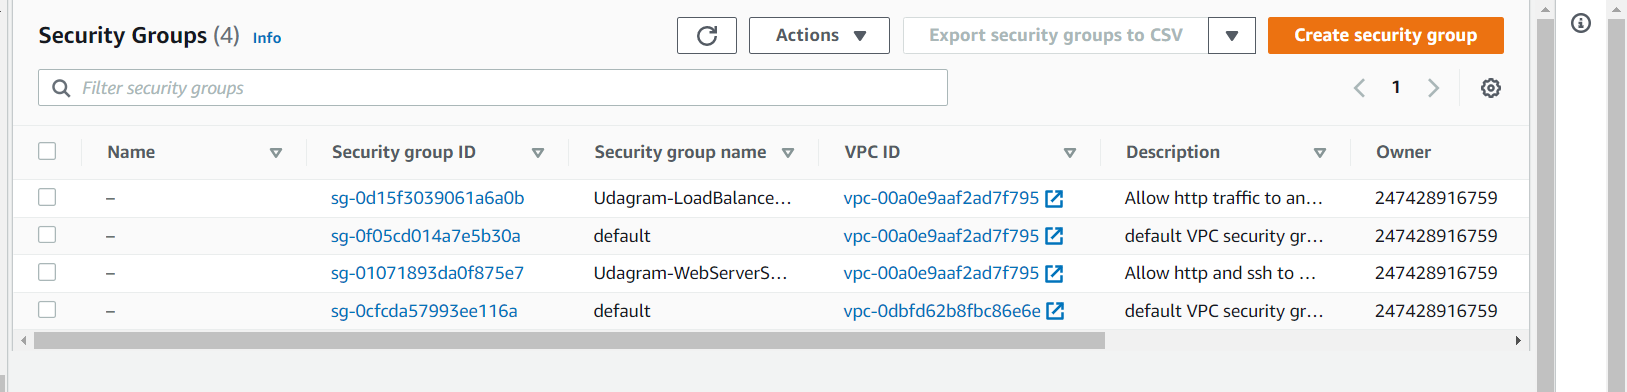 Security Groups (4) Info Actions Export security groups to CSV Create security group
Filter security groups 1
Name Security group ID Security group name VPC ID Description Owner
– sg-0d15f3039061a6a0b Udagram-LoadBalance... vpc-00a0e9aaf2ad7f795 Allow http traffic to an... 247428916759
– sg-0f05cd014a7e5b30a default vpc-00a0e9aaf2ad7f795 default VPC security gr... 247428916759
– sg-01071893da0f875e7 Udagram-WebServerS... vpc-00a0e9aaf2ad7f795 Allow http and ssh to ... 247428916759
– sg-0cfcda57993ee116a default vpc-0dbfd62b8fbc86e6e default VPC security gr... 247428916759